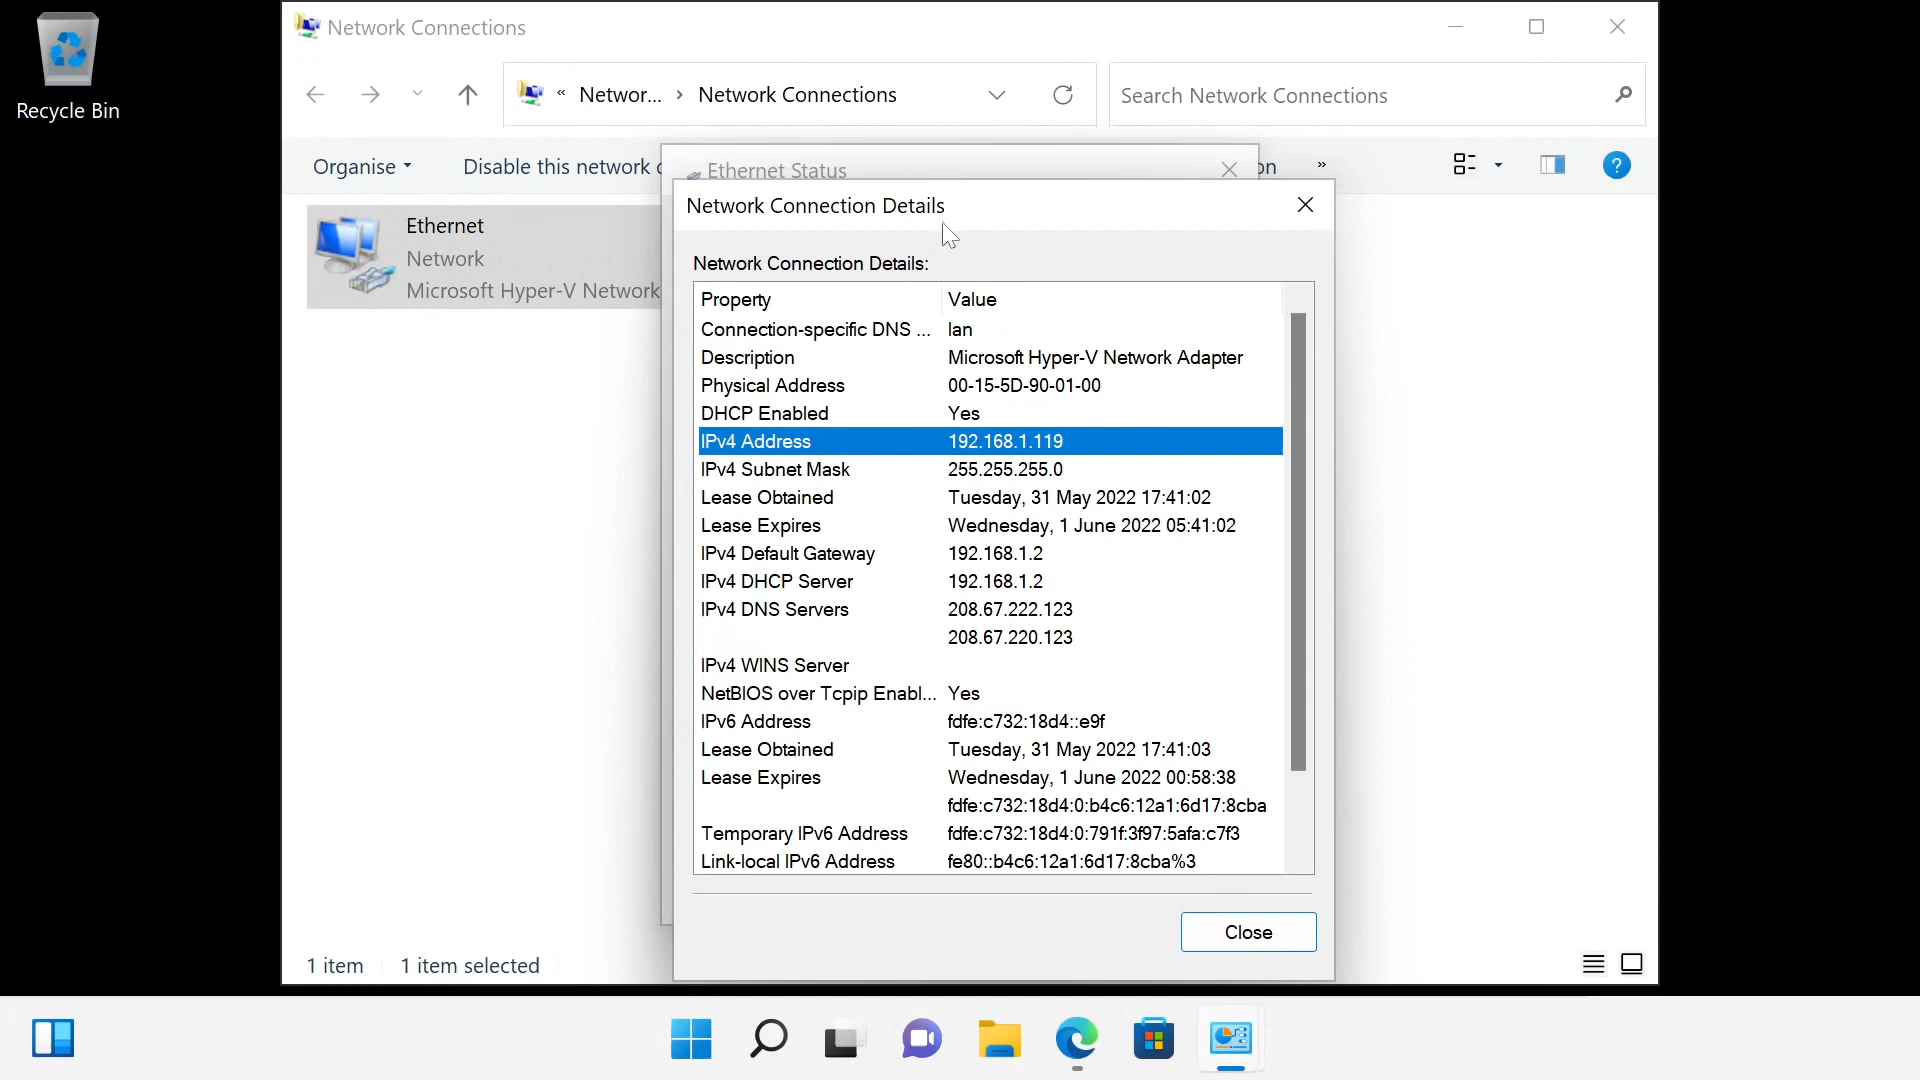 Recycle Bin
Network Connections
« Networ... › Network Connections
Search Network Connections
Organise
Disable this network
on
»
Ethernet
Network
Microsoft Hyper-V Network
Ethernet Status
Network Connection Details
Network Connection Details:
Property Value
Connection-specific DNS ... lan
Description Microsoft Hyper-V Network Adapter
Physical Address 00-15-5D-90-01-00
DHCP Enabled Yes
IPv4 Address 192.168.1.119
IPv4 Subnet Mask 255.255.255.0
Lease Obtained Tuesday, 31 May 2022 17:41:02
Lease Expires Wednesday, 1 June 2022 05:41:02
IPv4 Default Gateway 192.168.1.2
IPv4 DHCP Server 192.168.1.2
IPv4 DNS Servers 208.67.222.123
208.67.220.123
IPv4 WINS Server
NetBIOS over Tcpip Enabl... Yes
IPv6 Address fdfe:c732:18d4::e9f
Lease Obtained Tuesday, 31 May 2022 17:41:03
Lease Expires Wednesday, 1 June 2022 00:58:38
fdfe:c732:18d4:0:b4c6:12a1:6d17:8cba
Temporary IPv6 Address fdfe:c732:18d4:0:791f:3f97:5afa:c7f3
Link-local IPv6 Address fe80::b4c6:12a1:6d17:8cba%3
Close
1 item 1 item selected